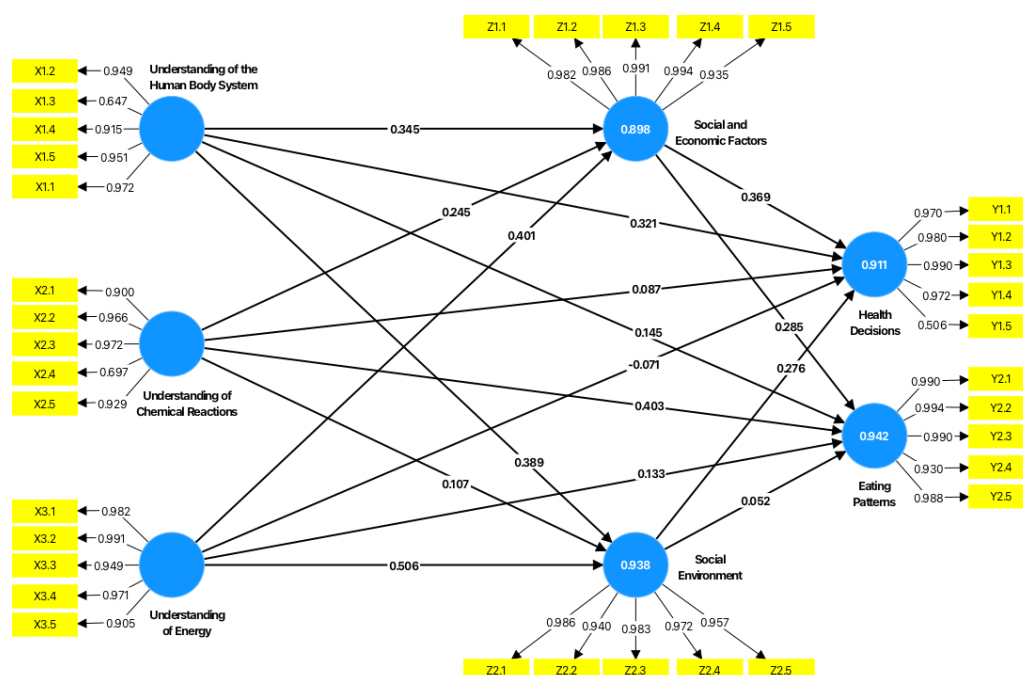 Z1.1 Z1.2 Z1.3 Z1.4 Z1.5
0.982 0.986 0.991 0.994 0.935
X1.2 0.949
X1.3 0.647
X1.4 0.915
X1.5 0.951
X1.1 0.972
Understanding of the
Human Body System
0.898
Social and
Economic Factors
0.345
0.245
0.401
0.321
0.369
Y1.1 0.970
Y1.2 0.980
Y1.3 0.990
Y1.4 0.972
Y1.5 0.506
0.911
Health
Decisions
X2.1 0.900
X2.2 0.966
X2.3 0.972
X2.4 0.697
X2.5 0.929
Understanding of
Chemical Reactions
0.087
0.145
0.285
-0.071
0.276
0.403
Y2.1 0.990
Y2.2 0.994
Y2.3 0.990
Y2.4 0.930
Y2.5 0.988
0.942
Eating
Patterns
0.389
0.107
0.133
0.052
X3.1 0.982
X3.2 0.991
X3.3 0.949
X3.4 0.971
X3.5 0.905
Understanding
of Energy
0.506
0.938
Social
Environment
0.986 0.940 0.983 0.972 0.957
Z2.1 Z2.2 Z2.3 Z2.4 Z2.5